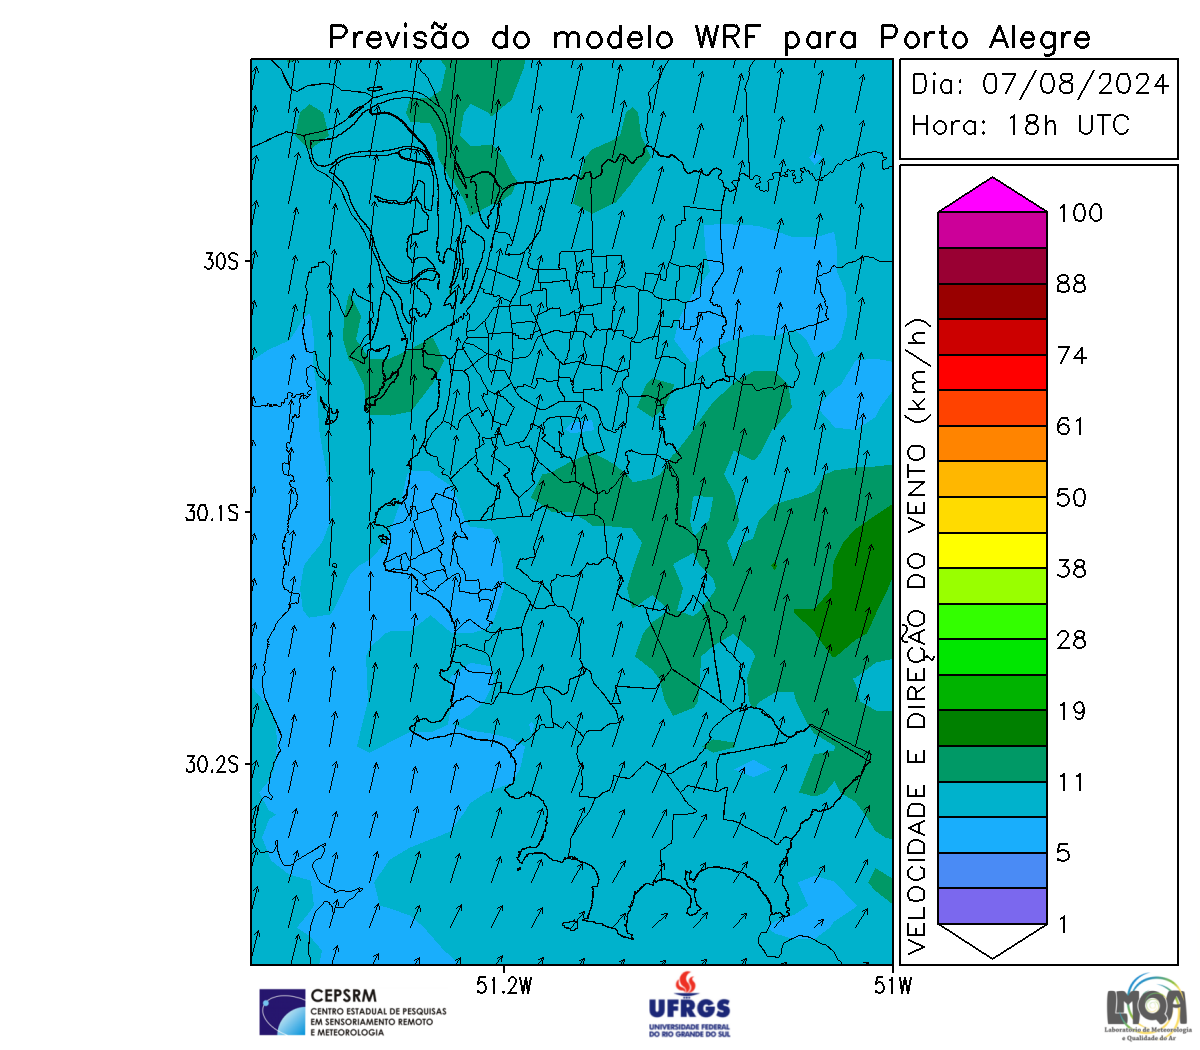 Previsão do modelo WRF para Porto Alegre
Dia: 07/08/2024
Hora: 18h UTC
30S
30.1S
30.2S
51.2W
51W
VELOCIDADE E DIREÇÃO DO VENTO (km/h)
100
88
74
61
50
38
28
19
11
5
1
CEPSRM
CENTRO ESTADUAL DE PESQUISAS
EM SENSORIAMENTO REMOTO
E METEOROLOGIA
UFRGS
UNIVERSIDADE FEDERAL
DO RIO GRANDE DO SUL
LMQA
Laboratório de Meteorologia
e Qualidade do Ar